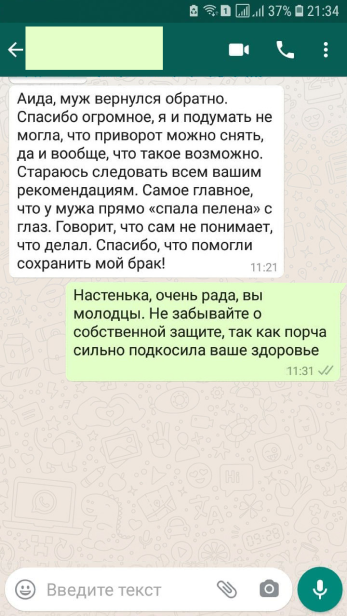 37% 21:34
Аида, муж вернулся обратно.
Спасибо огромное, я и подумать не
могла, что приворот можно снять,
да и вообще, что такое возможно.
Стараюсь следовать всем вашим
рекомендациям. Самое главное,
что у мужа прямо «спала пелена» с
глаз. Говорит, что сам не понимает,
что делал. Спасибо, что помогли
сохранить мой брак!
11:21
Настенька, очень рада, вы
молодцы. Не забывайте о
собственной защите, так как порча
сильно подкосила ваше здоровье
11:31
Введите текст